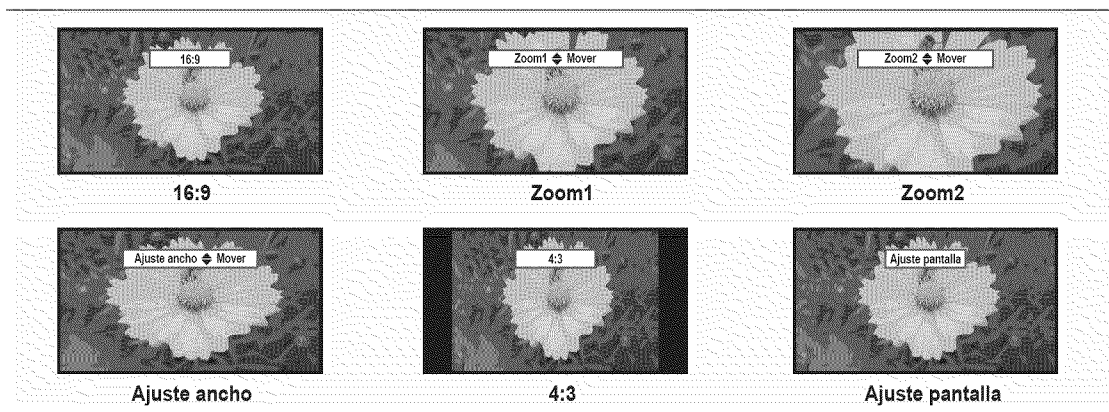 16:9
Zoom1 ◆ Mover
Zoom2 ◆ Mover
16:9
Zoom1
Zoom2
Ajuste ancho ◆ Mover
4:3
Ajuste pantalla
Ajuste ancho
4:3
Ajuste pantalla